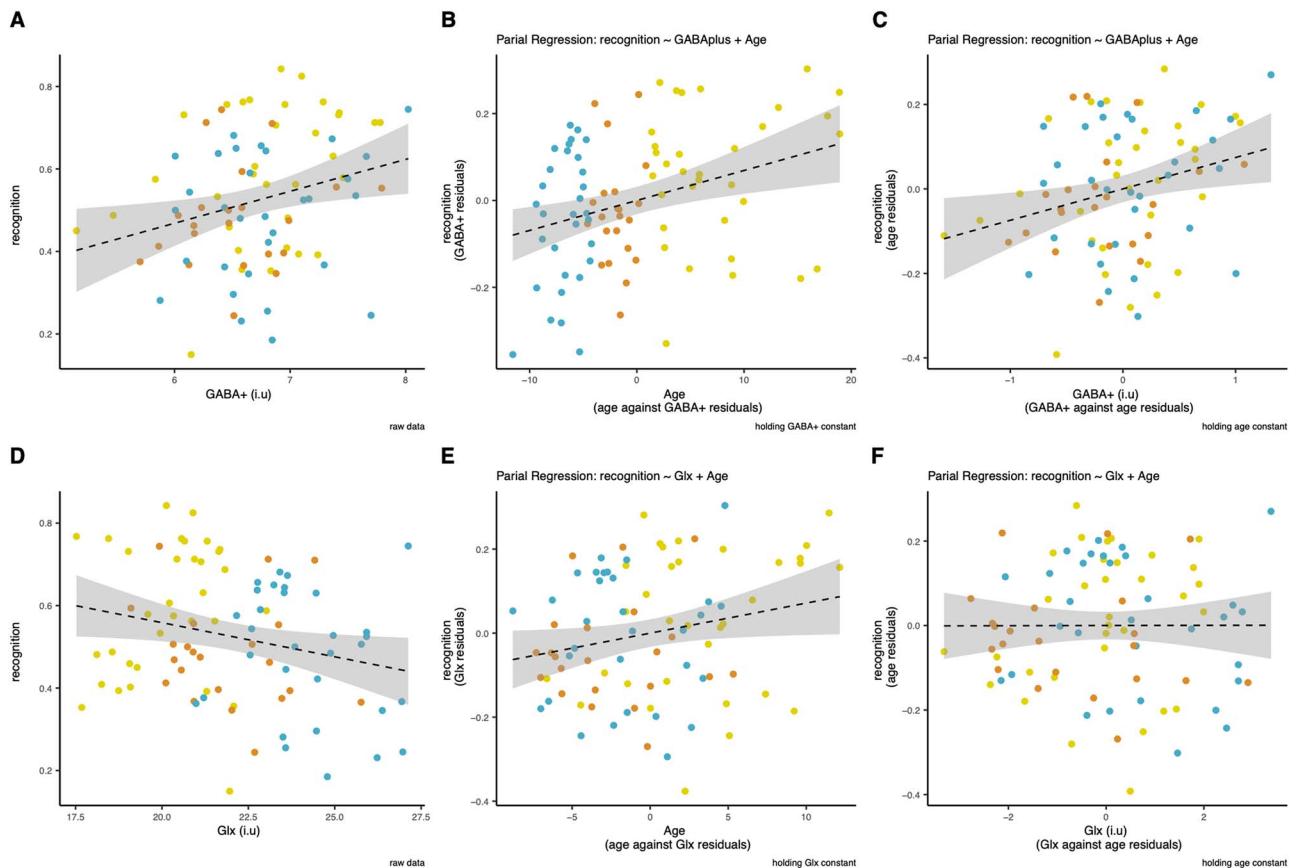 A
recognition
0.8
0.6
0.4
0.2
6
7
8
GABA+ (i.u)
raw data
B
Parial Regression: recognition ~ GABAplus + Age
recognition
(GABA+ residuals)
0.2
0.0
−0.2
−10
0
10
20
Age
(age against GABA+ residuals)
holding GABA+ constant
C
Parial Regression: recognition ~ GABAplus + Age
recognition
(age residuals)
0.2
0.0
−0.2
−0.4
−1
0
1
GABA+ (i.u)
(GABA+ against age residuals)
holding age constant
D
recognition
0.8
0.6
0.4
0.2
17.5
20.0
22.5
25.0
27.5
Glx (i.u)
raw data
E
Parial Regression: recognition ~ Glx + Age
recognition
(Glx residuals)
0.2
0.0
−0.2
−0.4
−5
0
5
10
Age
(age against Glx residuals)
holding Glx constant
F
Parial Regression: recognition ~ Glx + Age
recognition
(age residuals)
0.2
0.0
−0.2
−0.4
−2
0
2
Glx (i.u)
(Glx against age residuals)
holding age constant